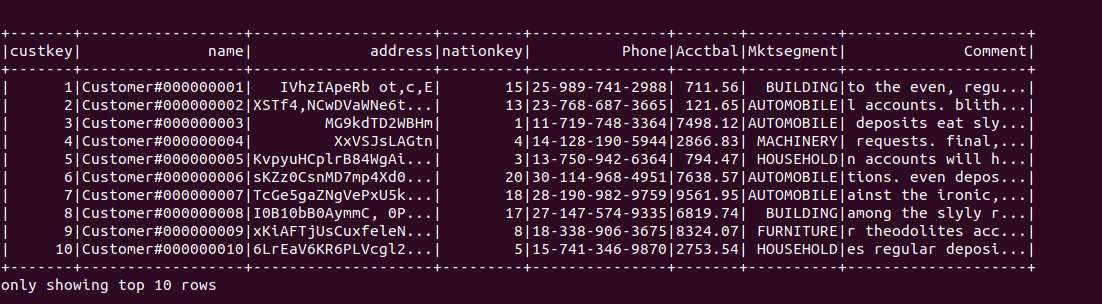 +-------+------------------+--------------------+---------+---------------+-------+----------+--------------------+
|custkey|              name|             address|nationkey|          Phone|Acctbal|Mktsegment|             Comment|
+-------+------------------+--------------------+---------+---------------+-------+----------+--------------------+
|      1|Customer#000000001|   IVhzIApeRb ot,c,E|       15|25-989-741-2988| 711.56|  BUILDING|to the even, regu...|
|      2|Customer#000000002|XSTf4,NCwDVaWNe6t...|       13|23-768-687-3665| 121.65|AUTOMOBILE|l accounts. blith...|
|      3|Customer#000000003|        MG9kdTD2WBHm|        1|11-719-748-3364|7498.12|AUTOMOBILE| deposits eat sly...|
|      4|Customer#000000004|         XxVSJsLAGtn|        4|14-128-190-5944|2866.83| MACHINERY| requests. final,...|
|      5|Customer#000000005|KvpyuHCplrB84WgAi...|        3|13-750-942-6364| 794.47| HOUSEHOLD|n accounts will h...|
|      6|Customer#000000006|sKZz0CsnMD7mp4Xd0...|       20|30-114-968-4951|7638.57|AUTOMOBILE|tions. even depos...|
|      7|Customer#000000007|TcGe5gaZNgVePxU5k...|       18|28-190-982-9759|9561.95|AUTOMOBILE|ainst the ironic,...|
|      8|Customer#000000008|I0B10bB0AymmC, 0P...|       17|27-147-574-9335|6819.74|  BUILDING|among the slyly r...|
|      9|Customer#000000009|xKiAFTjUsCuxfeleN...|        8|18-338-906-3675|8324.07| FURNITURE|r theodolites acc...|
|     10|Customer#000000010|6LrEaV6KR6PLVcgl2...|        5|15-741-346-9870|2753.54| HOUSEHOLD|es regular deposi...|
+-------+------------------+--------------------+---------+---------------+-------+----------+--------------------+
only showing top 10 rows